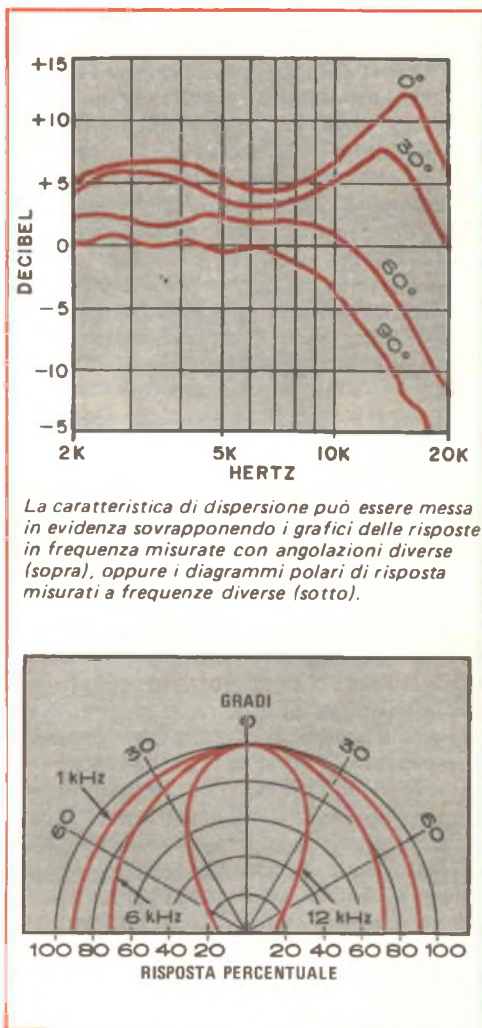 +15
+10
+5
0
-5
-10
-5
DECIBEL
0°
30°
60°
90°
2K 5K 10K 20K
HERTZ
La caratteristica di dispersione può essere messa
in evidenza sovrapponendo i grafici delle risposte
in frequenza misurate con angolazioni diverse
(sopra), oppure i diagrammi polari di risposta
misurati a frequenze diverse (sotto).
GRADI
0
30 30
1 kHz
60 60
6 kHz 12 kHz
100 80 60 40 20 20 40 60 80 100
RISPOSTA PERCENTUALE